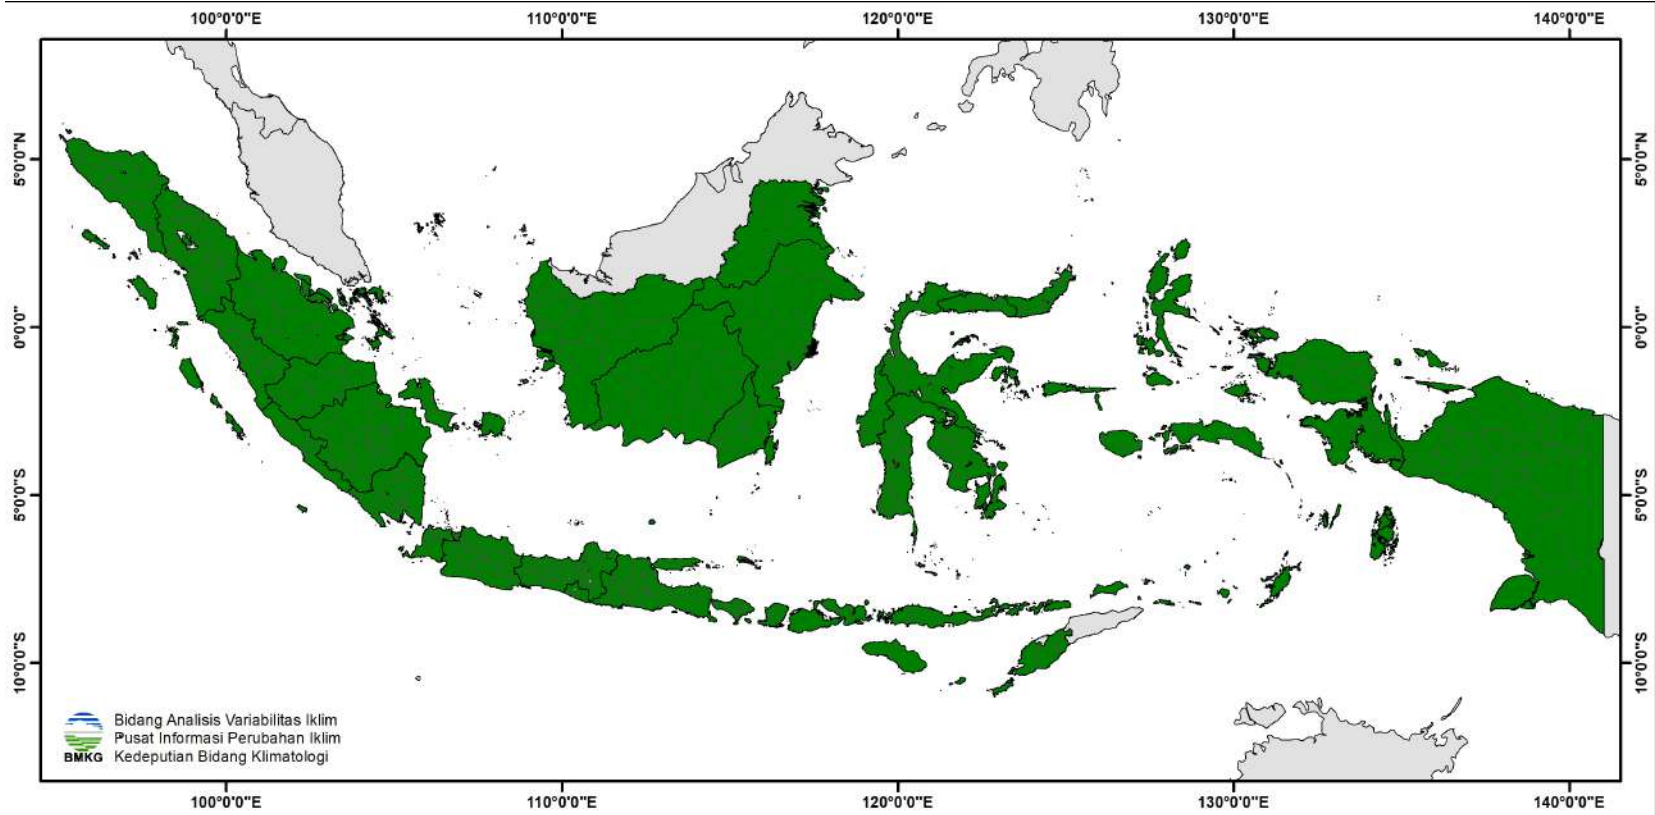 100°0'0"E 110°0'0"E 120°0'0"E 130°0'0"E 140°0'0"E
5°0'0"N 5°0'0"N
0°0'0" 0°0'0"
5°0'0"S 5°0'0"S
10°0'0"S 10°0'0"S
Bidang Analisis Variabilitas Iklim
Pusat Informasi Perubahan Iklim
BMKG Kedeputian Bidang Klimatologi
100°0'0"E 110°0'0"E 120°0'0"E 130°0'0"E 140°0'0"E